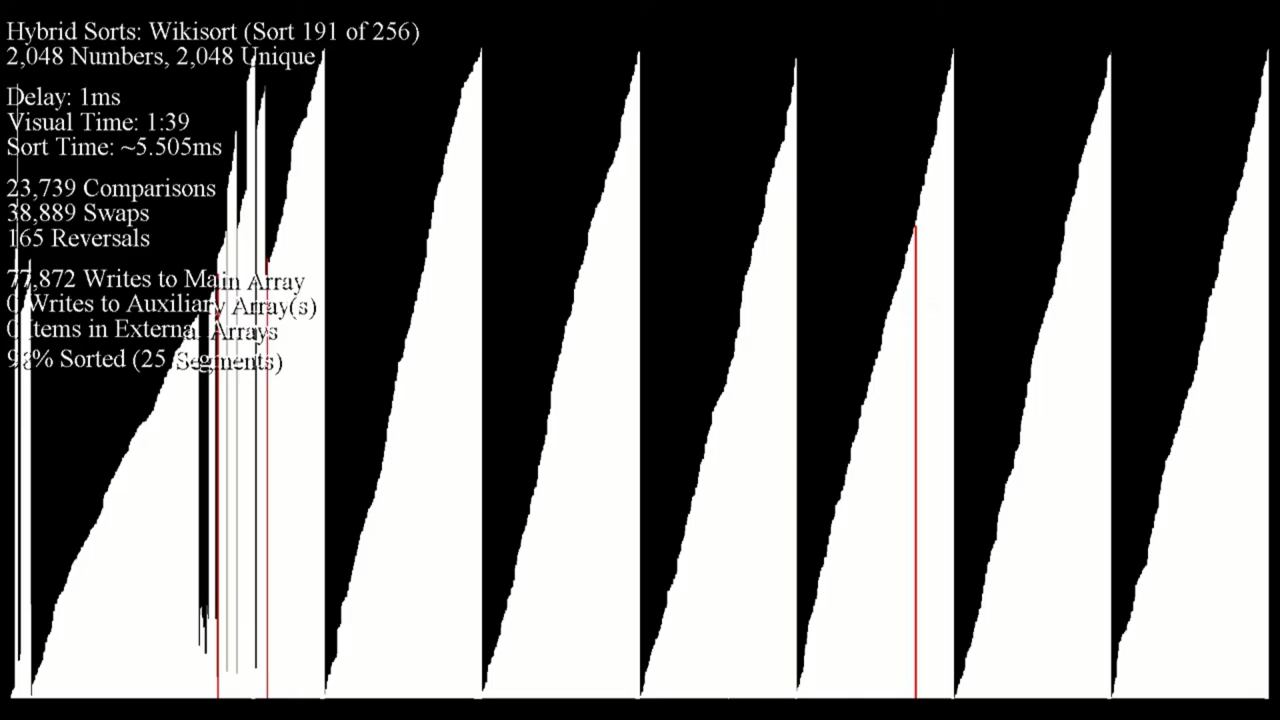 Hybrid Sorts: Wikisort (Sort 191 of 256)
2,048 Numbers, 2,048 Unique
Delay: 1ms
Visual Time: 1:39
Sort Time: ~5.505ms
23,739 Comparisons
38,889 Swaps
165 Reversals
77,872 Writes to Main Array
0 Writes to Auxiliary Array(s)
0 Items in External Arrays
98% Sorted (25 Segments)